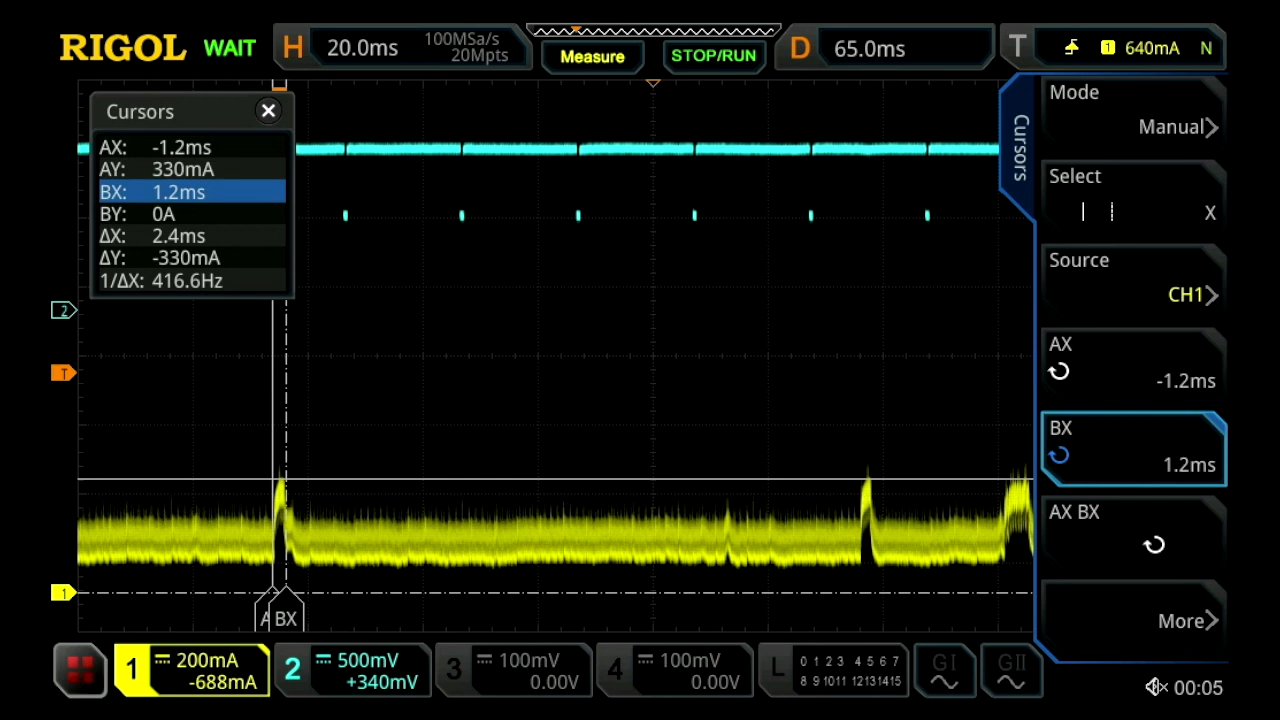 RIGOL WAIT H 20.0ms 100MSa/s 20Mpts Measure STOP/RUN D 65.0ms T 1 640mA N
Cursors
AX: -1.2ms
AY: 330mA
BX: 1.2ms
BY: 0A
ΔX: 2.4ms
ΔY: -330mA
1/ΔX: 416.6Hz
2
T
1
A BX
Cursors
Mode
Manual
Select
X
Source
CH1
AX
-1.2ms
BX
1.2ms
AX BX
More
1 200mA
-688mA
2 500mV
+340mV
3 100mV
0.00V
4 100mV
0.00V
L 0 1 2 3 4 5 6 7
8 9 10 11 12 13 14 15
GI
GII
00:05